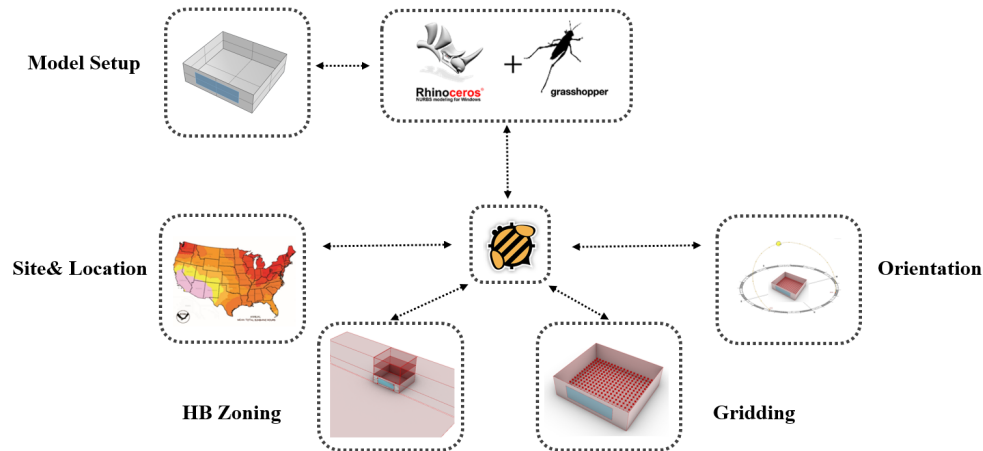 Model Setup
Rhinoceros®
NURBS modeling for Windows
+
grasshopper
Site& Location
Orientation
HB Zoning
Gridding